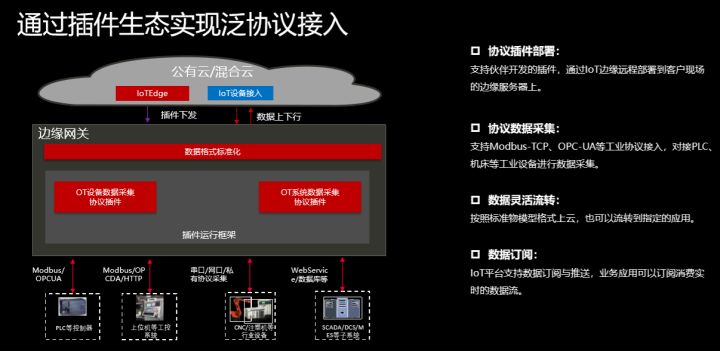 通过插件生态实现泛协议接入
公有云/混合云
IoTEdge
IoT设备接入
插件下发
数据上下行
边缘网关
数据格式标准化
OT设备数据采集
协议插件
OT系统数据采集
协议插件
插件运行框架
Modbus/
OPCUA
Modbus/OP
CDA/HTTP
串口/网口/私
有协议采集
WebServic
e/数据库等
PLC等控制器
上位机等工控
系统
CNC/注塑机等
行业设备
SCADA/DCS/M
ES等子系统
协议插件部署：
支持伙伴开发的插件，通过IoT边缘远程部署到客户现场
的边缘服务器上。
协议数据采集：
支持Modbus-TCP、OPC-UA等工业协议接入，对接PLC、
机床等工业设备进行数据采集。
数据灵活流转：
按照标准物模型格式上云，也可以流转到指定的应用。
数据订阅：
IoT平台支持数据订阅与推送，业务应用可以订阅消费实
时的数据流。